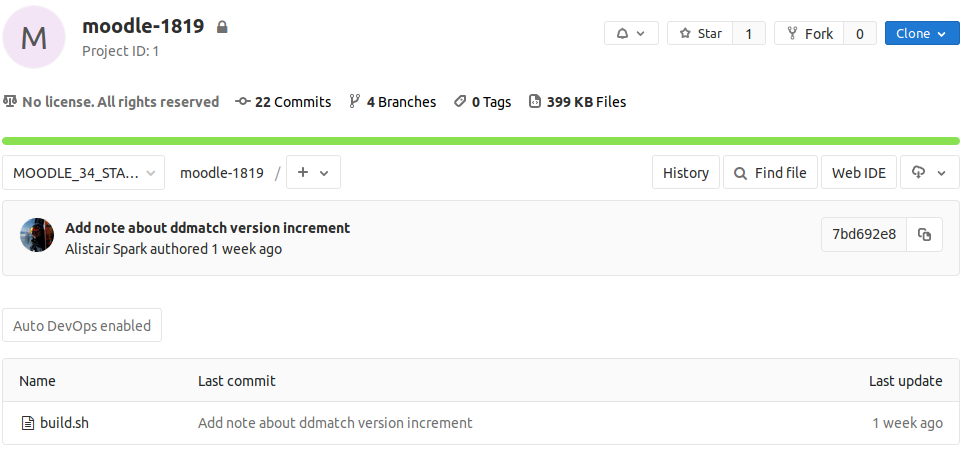 M
moodle-1819
Project ID: 1
Star 1 Fork 0 Clone
No license. All rights reserved 22 Commits 4 Branches 0 Tags 399 KB Files
MOODLE_34_STA... moodle-1819 / + History Find file Web IDE
Add note about ddmatch version increment
Alistair Spark authored 1 week ago
7bd692e8
Auto DevOps enabled
Name Last commit Last update
build.sh Add note about ddmatch version increment 1 week ago